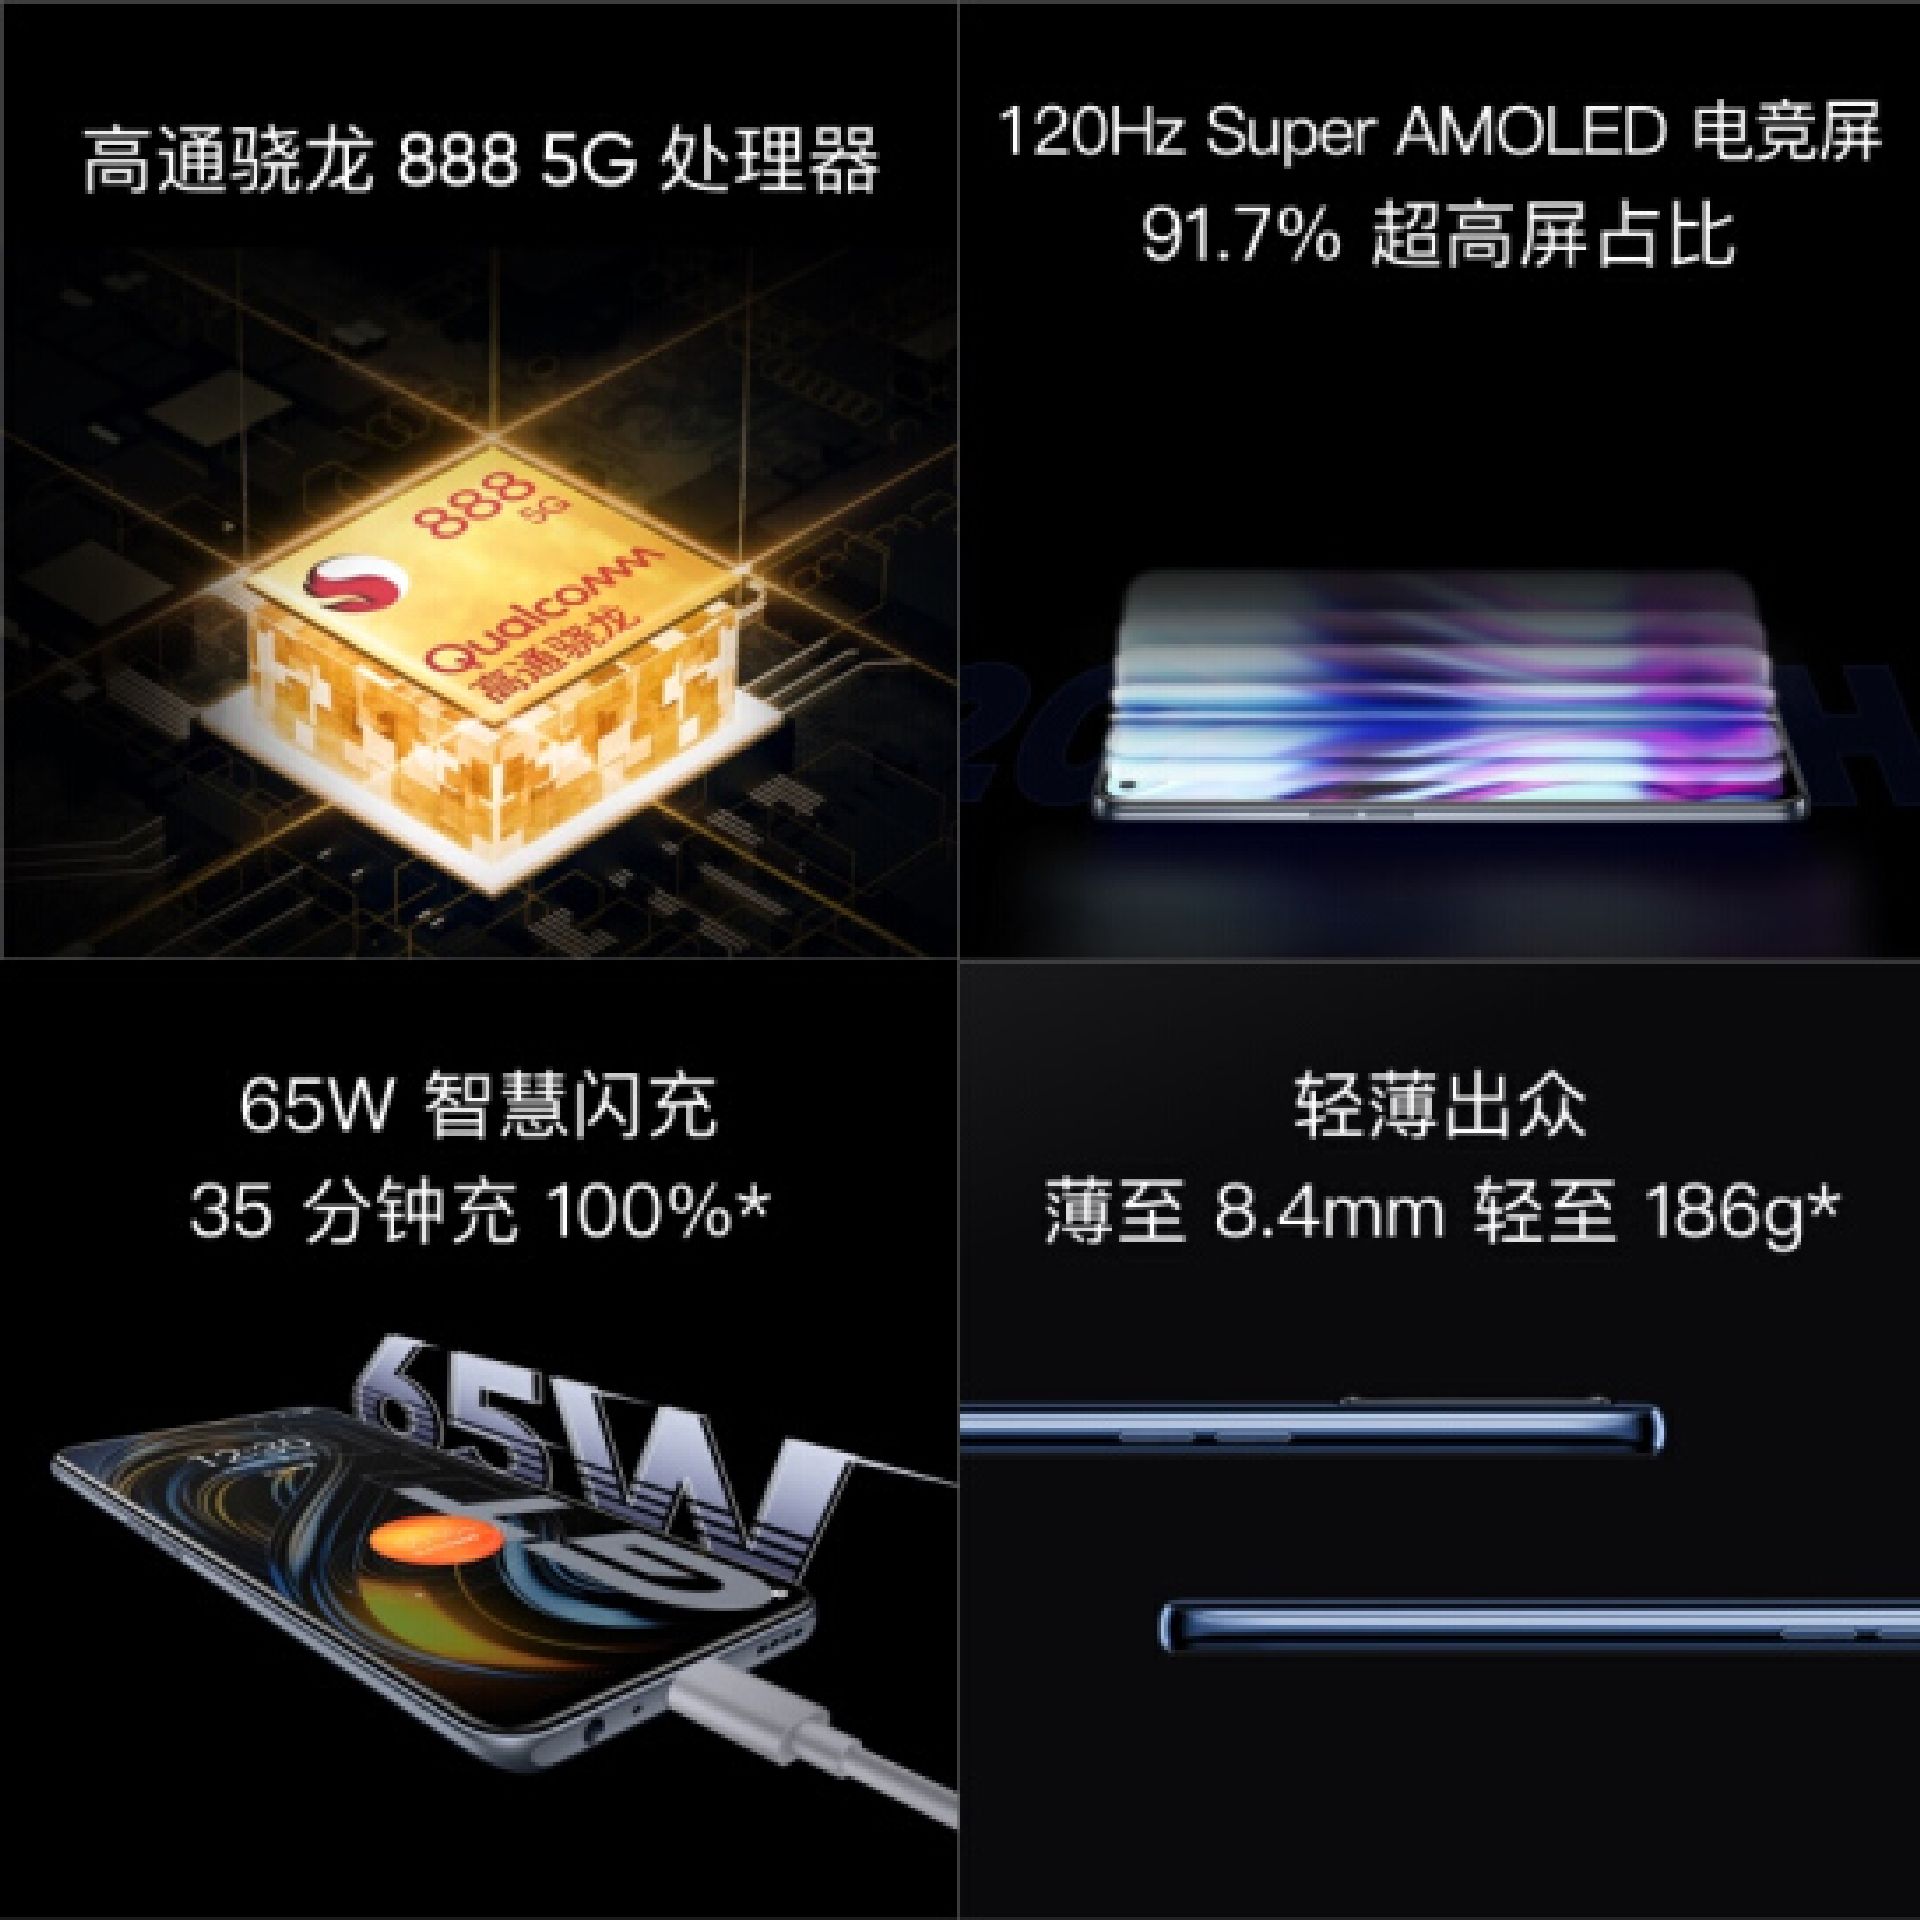 高通骁龙 888 5G 处理器
888
5G
Qualcomm
高通骁龙
120Hz Super AMOLED 电竞屏
91.7% 超高屏占比
65W 智慧闪充
35 分钟充 100%*
65W
轻薄出众
薄至 8.4mm 轻至 186g*